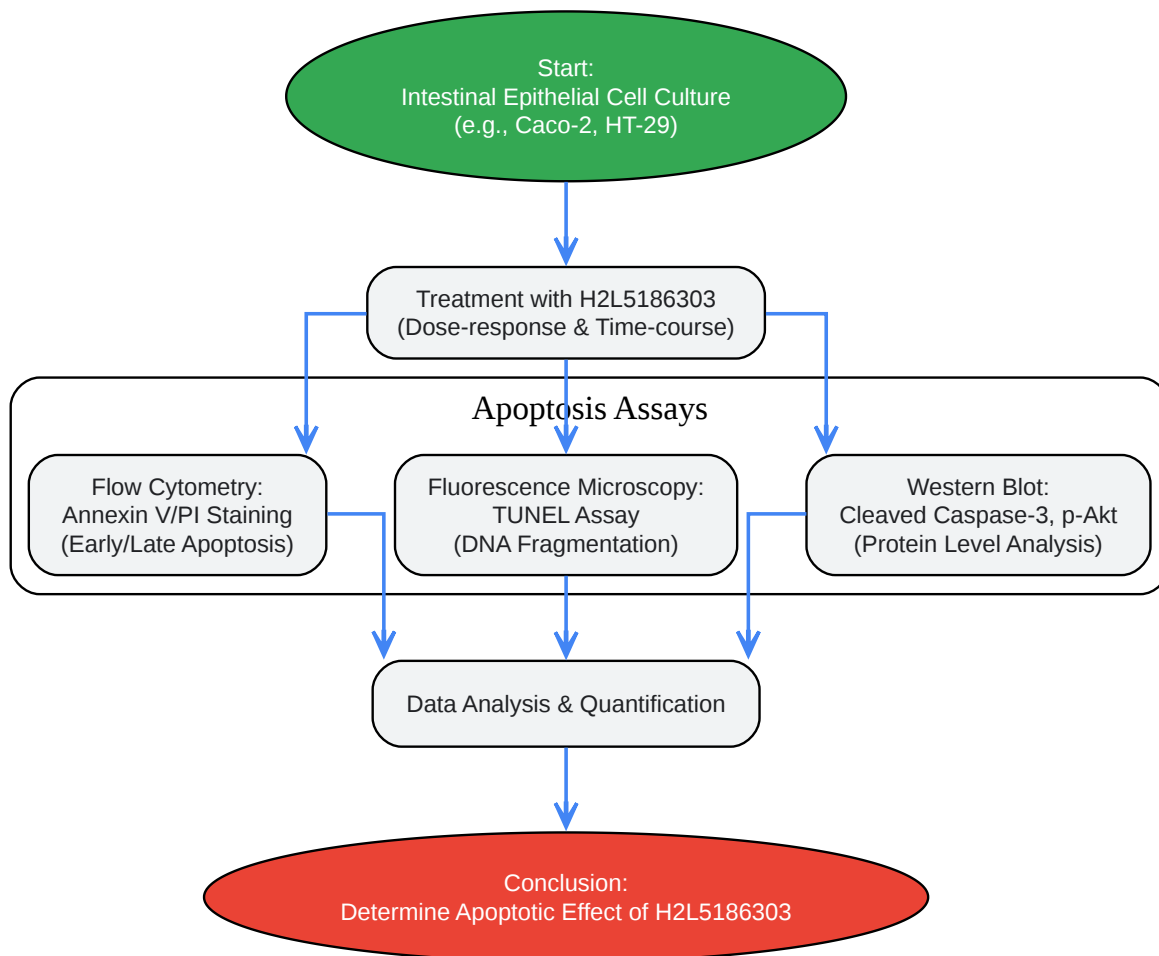 Start:
Intestinal Epithelial Cell Culture
(e.g., Caco-2, HT-29)
Treatment with H2L5186303
(Dose-response & Time-course)
Apoptosis Assays
Flow Cytometry:
Annexin V/PI Staining
(Early/Late Apoptosis)
Fluorescence Microscopy:
TUNEL Assay
(DNA Fragmentation)
Western Blot:
Cleaved Caspase-3, p-Akt
(Protein Level Analysis)
Data Analysis & Quantification
Conclusion:
Determine Apoptotic Effect of H2L5186303